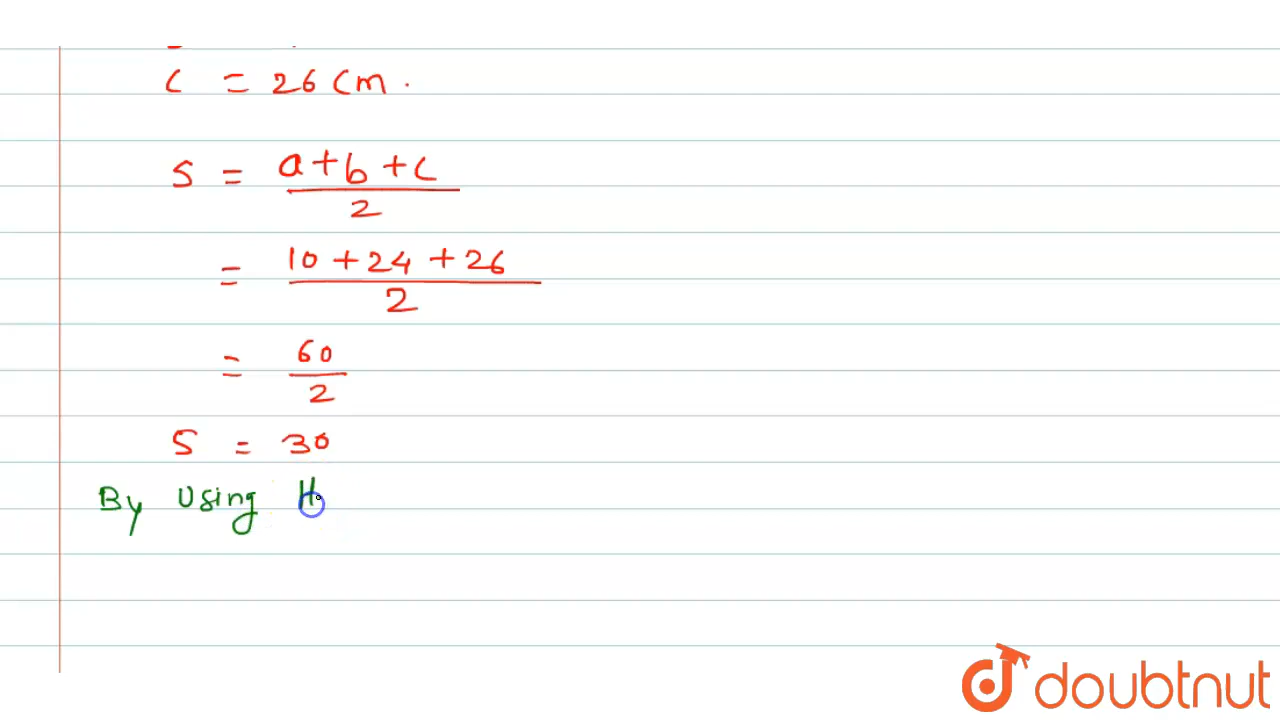 C = 26 Cm.
S = a+b+c
2
= 10+24+26
2
= 60
2
S = 30
By Using H
doubtnut